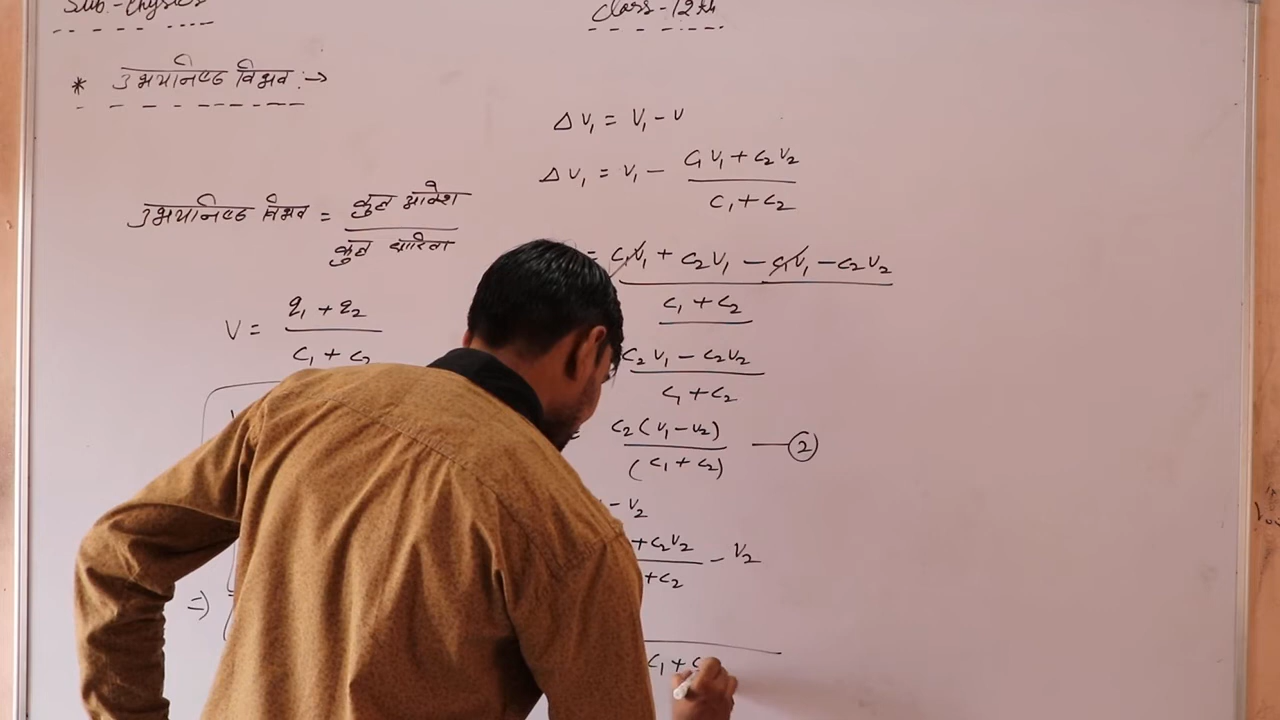 Sub.-Physics
Class-12th
* उभयनिष्ठ विभव :→
उभयनिष्ठ विभव = कुल आवेश / कुल धारिता
V = q₁ + q₂ / C₁ + C₂
⇒
ΔV₁ = V₁ - V
ΔV₁ = V₁ - C₁V₁ + C₂V₂ / C₁ + C₂
= C₁V₁ + C₂V₁ - C₁V₁ - C₂V₂ / C₁ + C₂
C₂V₁ - C₂V₂ / C₁ + C₂
C₂(V₁-V₂) / (C₁ + C₂) — ②
- V₂
+ C₂V₂ / + C₂ - V₂
C₁ + C